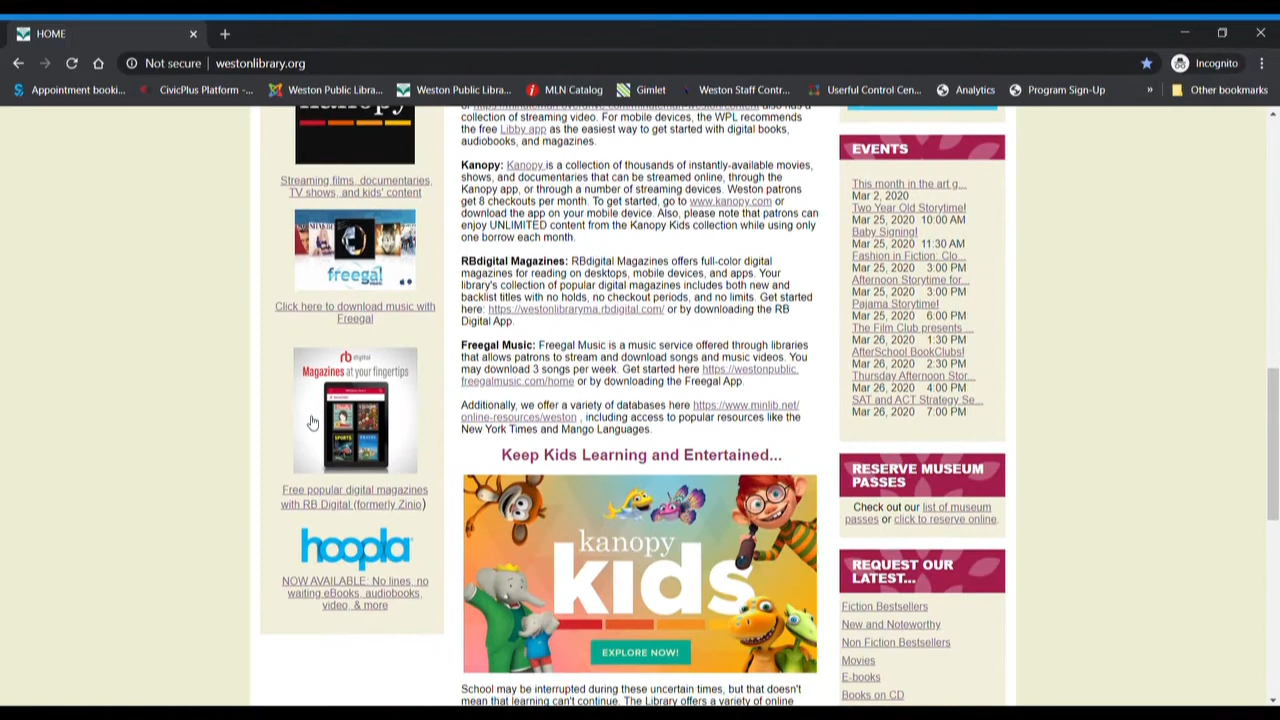 HOME
Not secure westonlibrary.org
Incognito
Appointment booki...
CivicPlus Platform -...
Weston Public Libra...
Weston Public Libra...
MLN Catalog
Gimlet
Weston Staff Contr...
Userful Control Cen...
Analytics
Program Sign-Up
»
Other bookmarks
Streaming films, documentaries,
TV shows, and kids' content
freegal
Click here to download music with
Freegal
rb digital
Magazines at your fingertips
SPORTS
TRAVEL
Free popular digital magazines
with RB Digital (formerly Zinio)
hoopla
NOW AVAILABLE: No lines, no
waiting eBooks, audiobooks,
video, & more
collection of streaming video. For mobile devices, the WPL recommends
the free Libby app as the easiest way to get started with digital books,
audiobooks, and magazines.
Kanopy: Kanopy is a collection of thousands of instantly-available movies,
shows, and documentaries that can be streamed online, through the
Kanopy app, or through a number of streaming devices. Weston patrons
get 8 checkouts per month. To get started, go to www.kanopy.com or
download the app on your mobile device. Also, please note that patrons can
enjoy UNLIMITED content from the Kanopy Kids collection while using only
one borrow each month.
RBdigital Magazines: RBdigital Magazines offers full-color digital
magazines for reading on desktops, mobile devices, and apps. Your
library's collection of popular digital magazines includes both new and
backlist titles with no holds, no checkout periods, and no limits. Get started
here: https://westonlibraryma.rbdigital.com/ or by downloading the RB
Digital App.
Freegal Music: Freegal Music is a music service offered through libraries
that allows patrons to stream and download songs and music videos. You
may download 3 songs per week. Get started here https://westonpublic.
freegalmusic.com/home or by downloading the Freegal App.
Additionally, we offer a variety of databases here https://www.minlib.net/
online-resources/weston , including access to popular resources like the
New York Times and Mango Languages.
Keep Kids Learning and Entertained...
kanopy
kids
EXPLORE NOW!
School may be interrupted during these uncertain times, but that doesn't
mean that learning can't continue. The Library offers a variety of online
EVENTS
This month in the art g...
Mar 2, 2020
Two Year Old Storytime!
Mar 25, 2020 10:00 AM
Baby Signing!
Mar 25, 2020 11:30 AM
Fashion in Fiction: Clo...
Mar 25, 2020 3:00 PM
Afternoon Storytime for...
Mar 25, 2020 3:00 PM
Pajama Storytime!
Mar 25, 2020 6:00 PM
The Film Club presents ...
Mar 26, 2020 1:30 PM
AfterSchool BookClubs!
Mar 26, 2020 2:30 PM
Thursday Afternoon Stor...
Mar 26, 2020 4:00 PM
SAT and ACT Strategy Se...
Mar 26, 2020 7:00 PM
RESERVE MUSEUM
PASSES
Check out our list of museum
passes or click to reserve online.
REQUEST OUR
LATEST...
Fiction Bestsellers
New and Noteworthy
Non Fiction Bestsellers
Movies
E-books
Books on CD